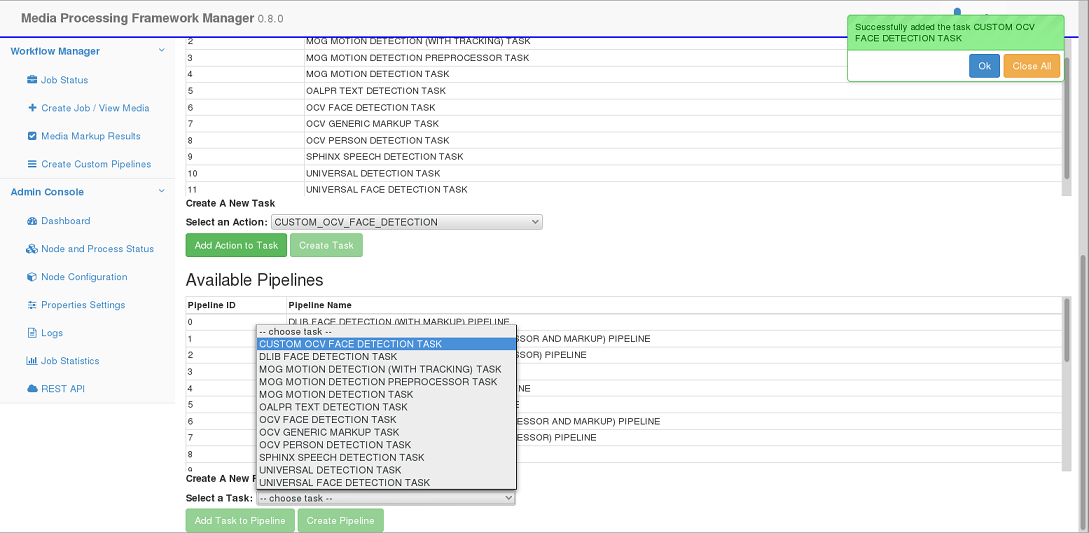 Media Processing Framework Manager 0.8.0
Successfully added the task CUSTOM OCV
FACE DETECTION TASK
Ok
Close All
Workflow Manager
Job Status
Create Job / View Media
Media Markup Results
Create Custom Pipelines
Admin Console
Dashboard
Node and Process Status
Node Configuration
Properties Settings
Logs
Job Statistics
REST API
2 MOG MOTION DETECTION (WITH TRACKING) TASK
3 MOG MOTION DETECTION PREPROCESSOR TASK
4 MOG MOTION DETECTION TASK
5 OALPR TEXT DETECTION TASK
6 OCV FACE DETECTION TASK
7 OCV GENERIC MARKUP TASK
8 OCV PERSON DETECTION TASK
9 SPHINX SPEECH DETECTION TASK
10 UNIVERSAL DETECTION TASK
11 UNIVERSAL FACE DETECTION TASK
Create A New Task
Select an Action: CUSTOM_OCV_FACE_DETECTION
Add Action to Task Create Task
Available Pipelines
Pipeline ID Pipeline Name
0 DLIB FACE DETECTION (WITH MARKUP) PIPELINE
1 SSOR AND MARKUP) PIPELINE
2 SSOR) PIPELINE
3
4 NE
5
6 ESSOR AND MARKUP) PIPELINE
7 ESSOR) PIPELINE
8
9
-- choose task --
CUSTOM OCV FACE DETECTION TASK
DLIB FACE DETECTION TASK
MOG MOTION DETECTION (WITH TRACKING) TASK
MOG MOTION DETECTION PREPROCESSOR TASK
MOG MOTION DETECTION TASK
OALPR TEXT DETECTION TASK
OCV FACE DETECTION TASK
OCV GENERIC MARKUP TASK
OCV PERSON DETECTION TASK
SPHINX SPEECH DETECTION TASK
UNIVERSAL DETECTION TASK
UNIVERSAL FACE DETECTION TASK
Create A New
Select a Task: -- choose task --
Add Task to Pipeline Create Pipeline